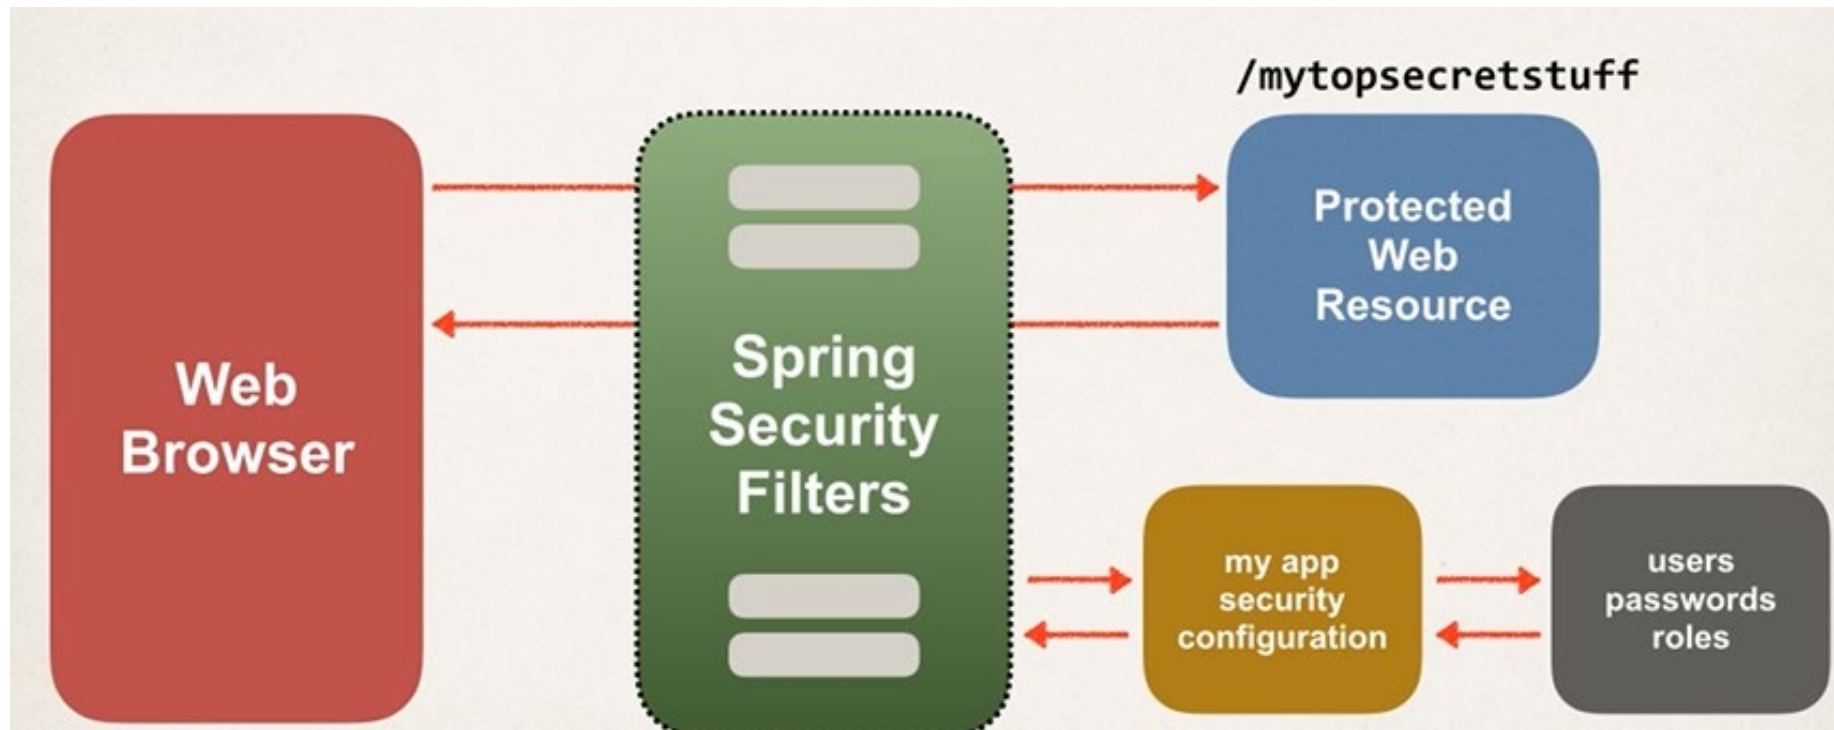 /mytopsecretstuff
Web
Browser
Spring
Security
Filters
Protected
Web
Resource
my app
security
configuration
users
passwords
roles